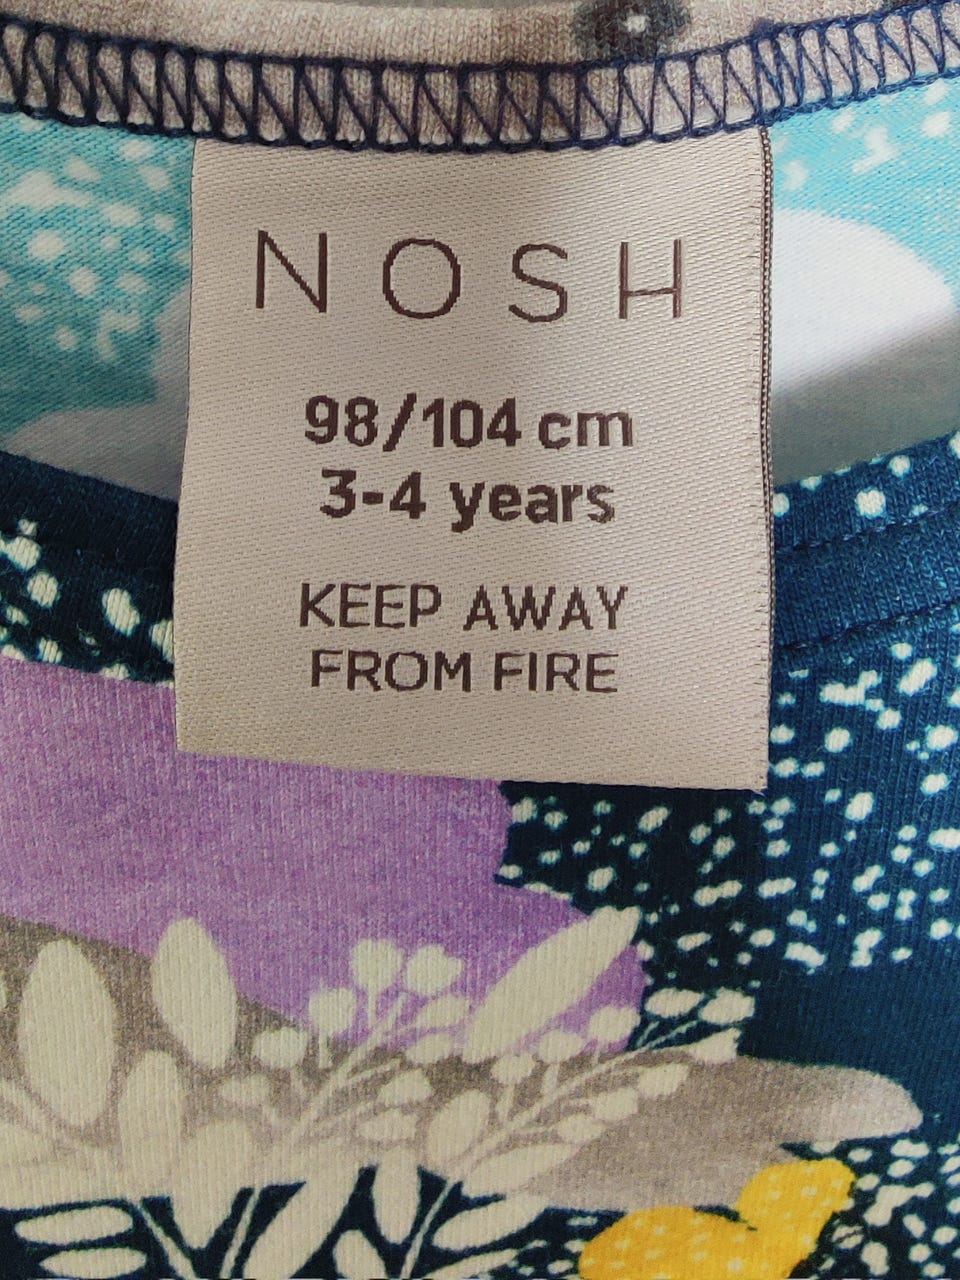 NOSH
98/104 cm
3-4 years
KEEP AWAY
FROM FIRE